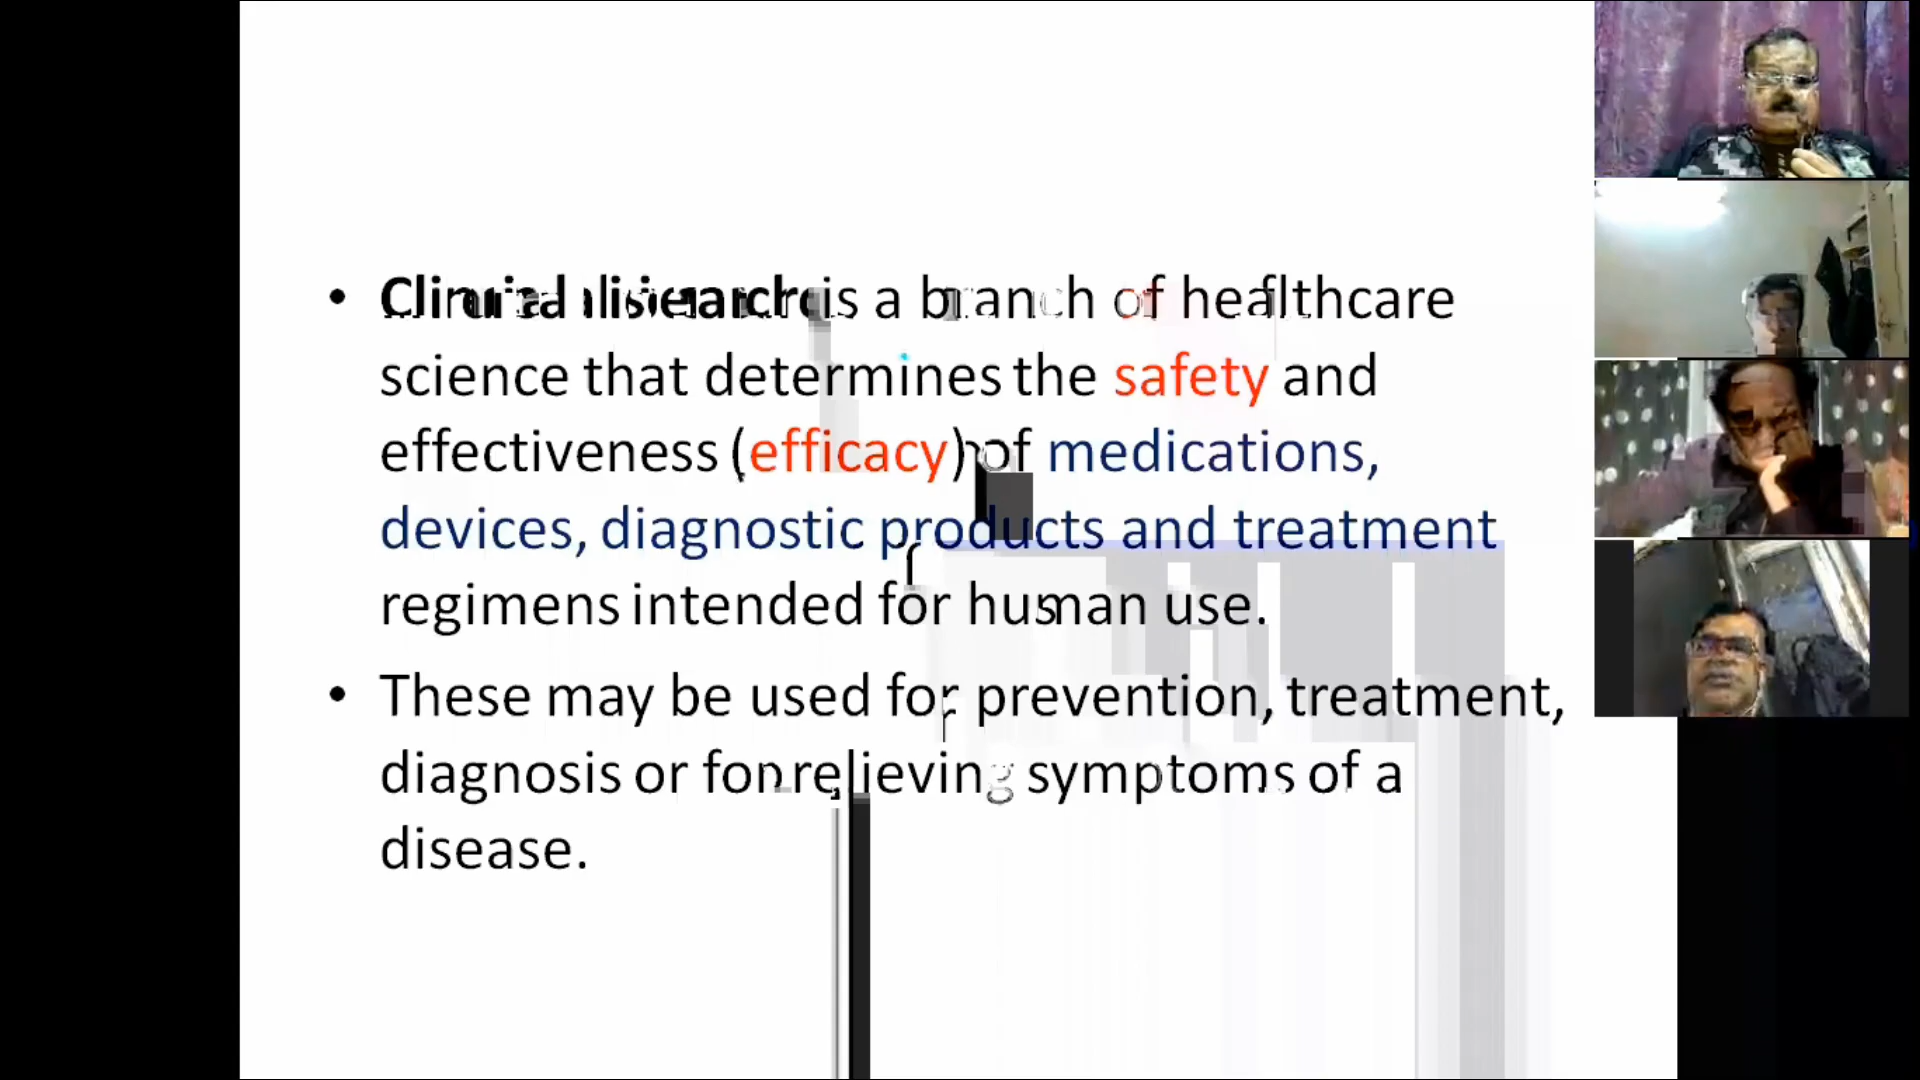 • is a branch of healthcare
science that determines the safety and
effectiveness (efficacy) of medications,
devices, diagnostic products and treatment
regimens intended for human use.
• These may be used for prevention, treatment,
diagnosis or for relieving symptoms of a
disease.